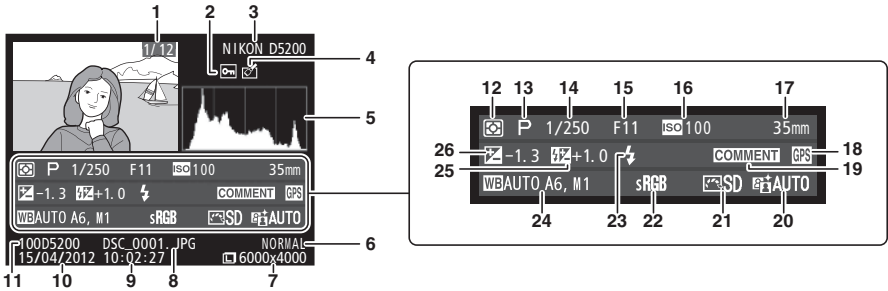 1 2 3
1/12 NIKON D5200
4
5
P 1/250 F11 ISO 100 35mm
–1. 3 +1. 0 COMMENT GPS
WB AUTO A6, M1 sRGB SD AUTO
100D5200 DSC_0001. JPG NORMAL
15/04/2012 10:02:27 6000x4000
6
11 10 9 8 7
12 13 14 15 16 17
P 1/250 F11 ISO 100 35mm
26 –1. 3 +1. 0 COMMENT GPS 18
25 19
WB AUTO A6, M1 sRGB SD AUTO
24 23 22 21 20